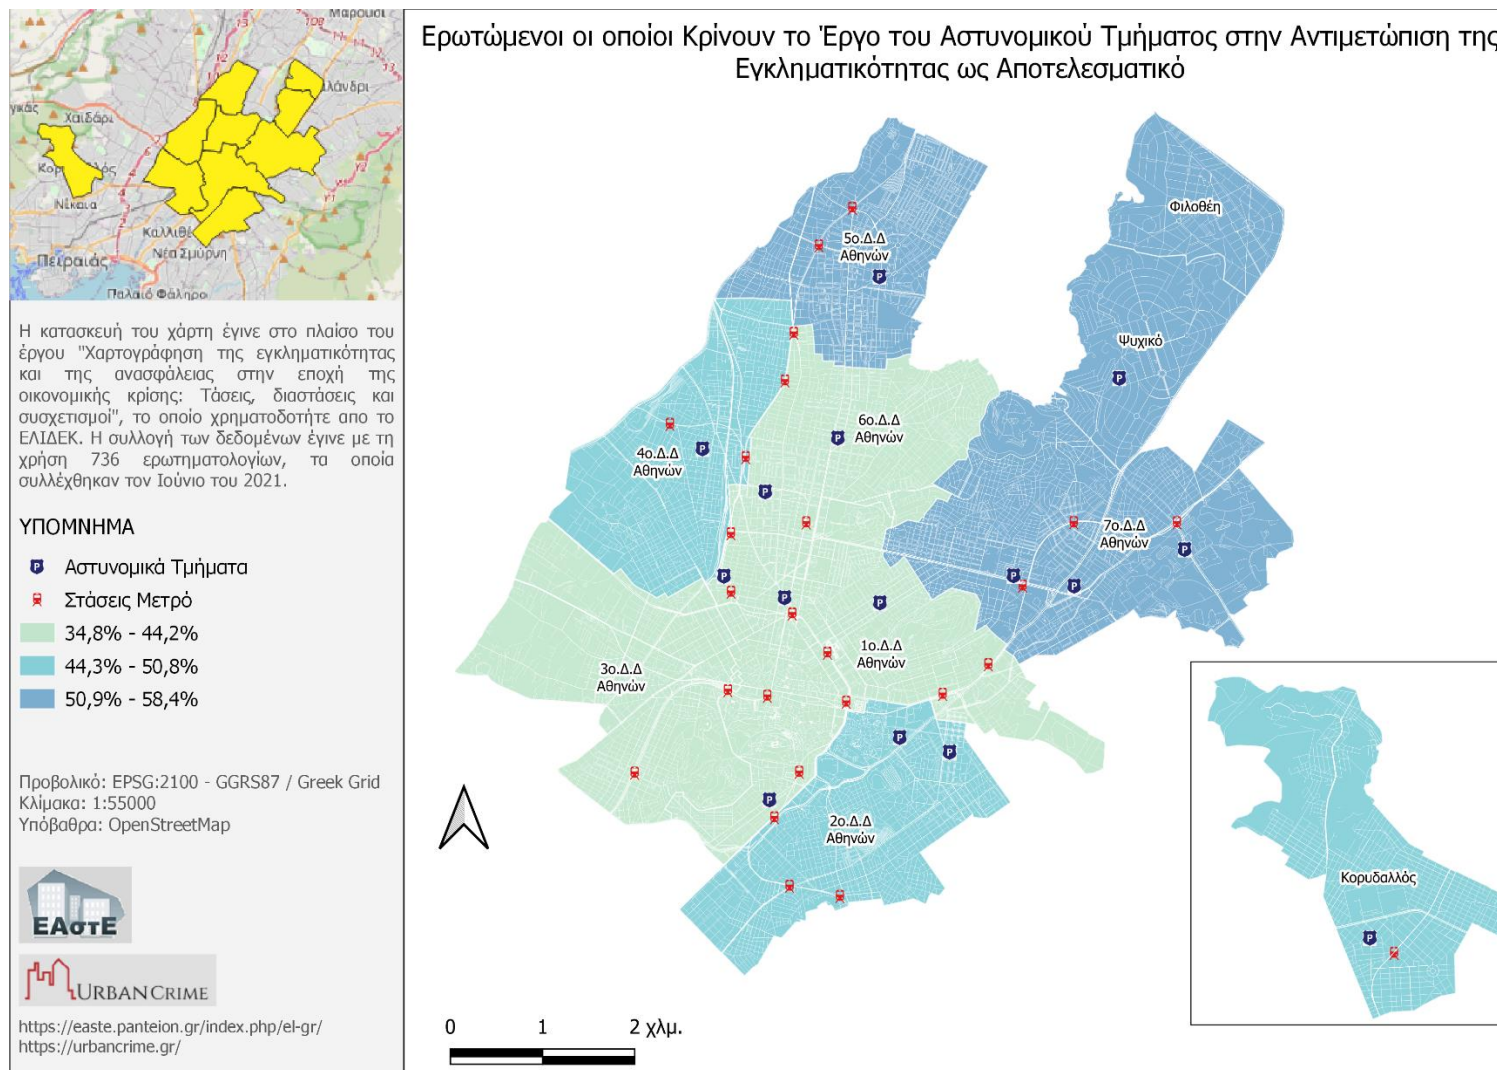 Ερωτώμενοι οι οποίοι Κρίνουν το Έργο του Αστυνομικού Τμήματος στην Αντιμετώπιση της
Εγκληματικότητας ως Αποτελεσματικό
Μαρούσι
Χαϊδάρι
Νίκαια
Πειραιάς
Νέα Σμύρνη
Παλαιό Φάληρο
Η κατασκευή του χάρτη έγινε στο πλαίσο του
έργου "Χαρτογράφηση της εγκληματικότητας
και της ανασφάλειας στην εποχή της
οικονομικής κρίσης: Τάσεις, διαστάσεις και
συσχετισμοί", το οποίο χρηματοδοτήτε απο το
ΕΛΙΔΕΚ. Η συλλογή των δεδομένων έγινε με τη
χρήση 736 ερωτηματολογίων, τα οποία
συλλέχθηκαν τον Ιούνιο του 2021.
ΥΠΟΜΝΗΜΑ
Αστυνομικά Τμήματα
Στάσεις Μετρό
34,8% - 44,2%
44,3% - 50,8%
50,9% - 58,4%
Προβολικό: EPSG:2100 - GGRS87 / Greek Grid
Κλίμακα: 1:55000
Υπόβαθρα: OpenStreetMap
ΕΑστΕ
URBANCRIME
https://easte.panteion.gr/index.php/el-gr/
https://urbancrime.gr/
Φιλοθέη
5ο.Δ.Δ
Αθηνών
Ψυχικό
6ο.Δ.Δ
Αθηνών
4ο.Δ.Δ
Αθηνών
7ο.Δ.Δ
Αθηνών
1ο.Δ.Δ
Αθηνών
3ο.Δ.Δ
Αθηνών
2ο.Δ.Δ
Αθηνών
Κορυδαλλός
0 1 2 χλμ.